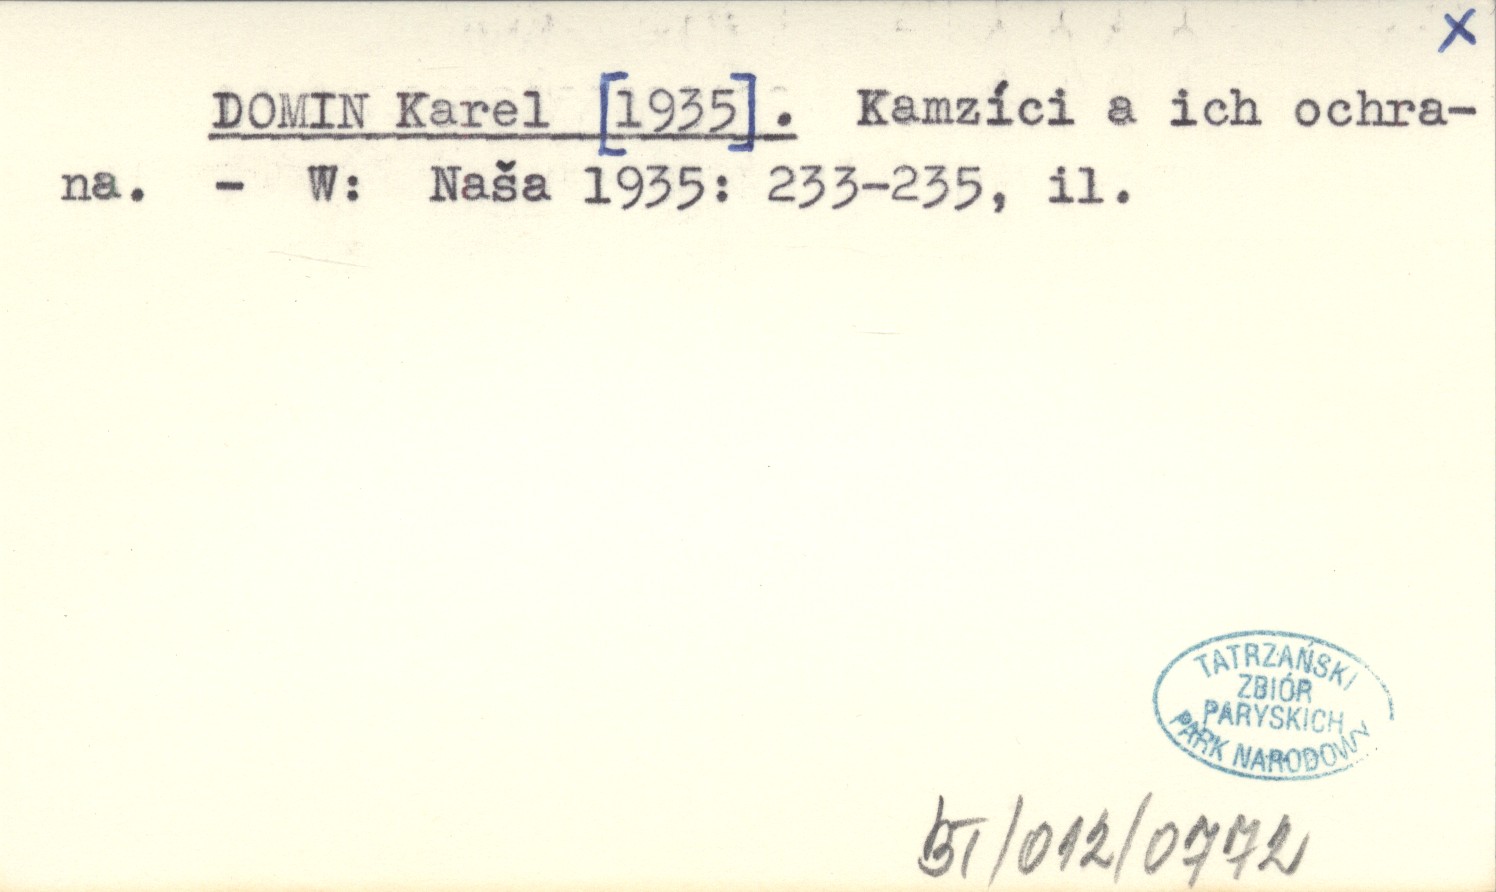 x
DOMIN Karel [1935]. Kamzíci a ich ochra-
na. - W: Naša 1935: 233-235, il.
TATRZAŃSKI
ZBIÓR
PARYSKICH
PARK NARODOWY
/012/0772